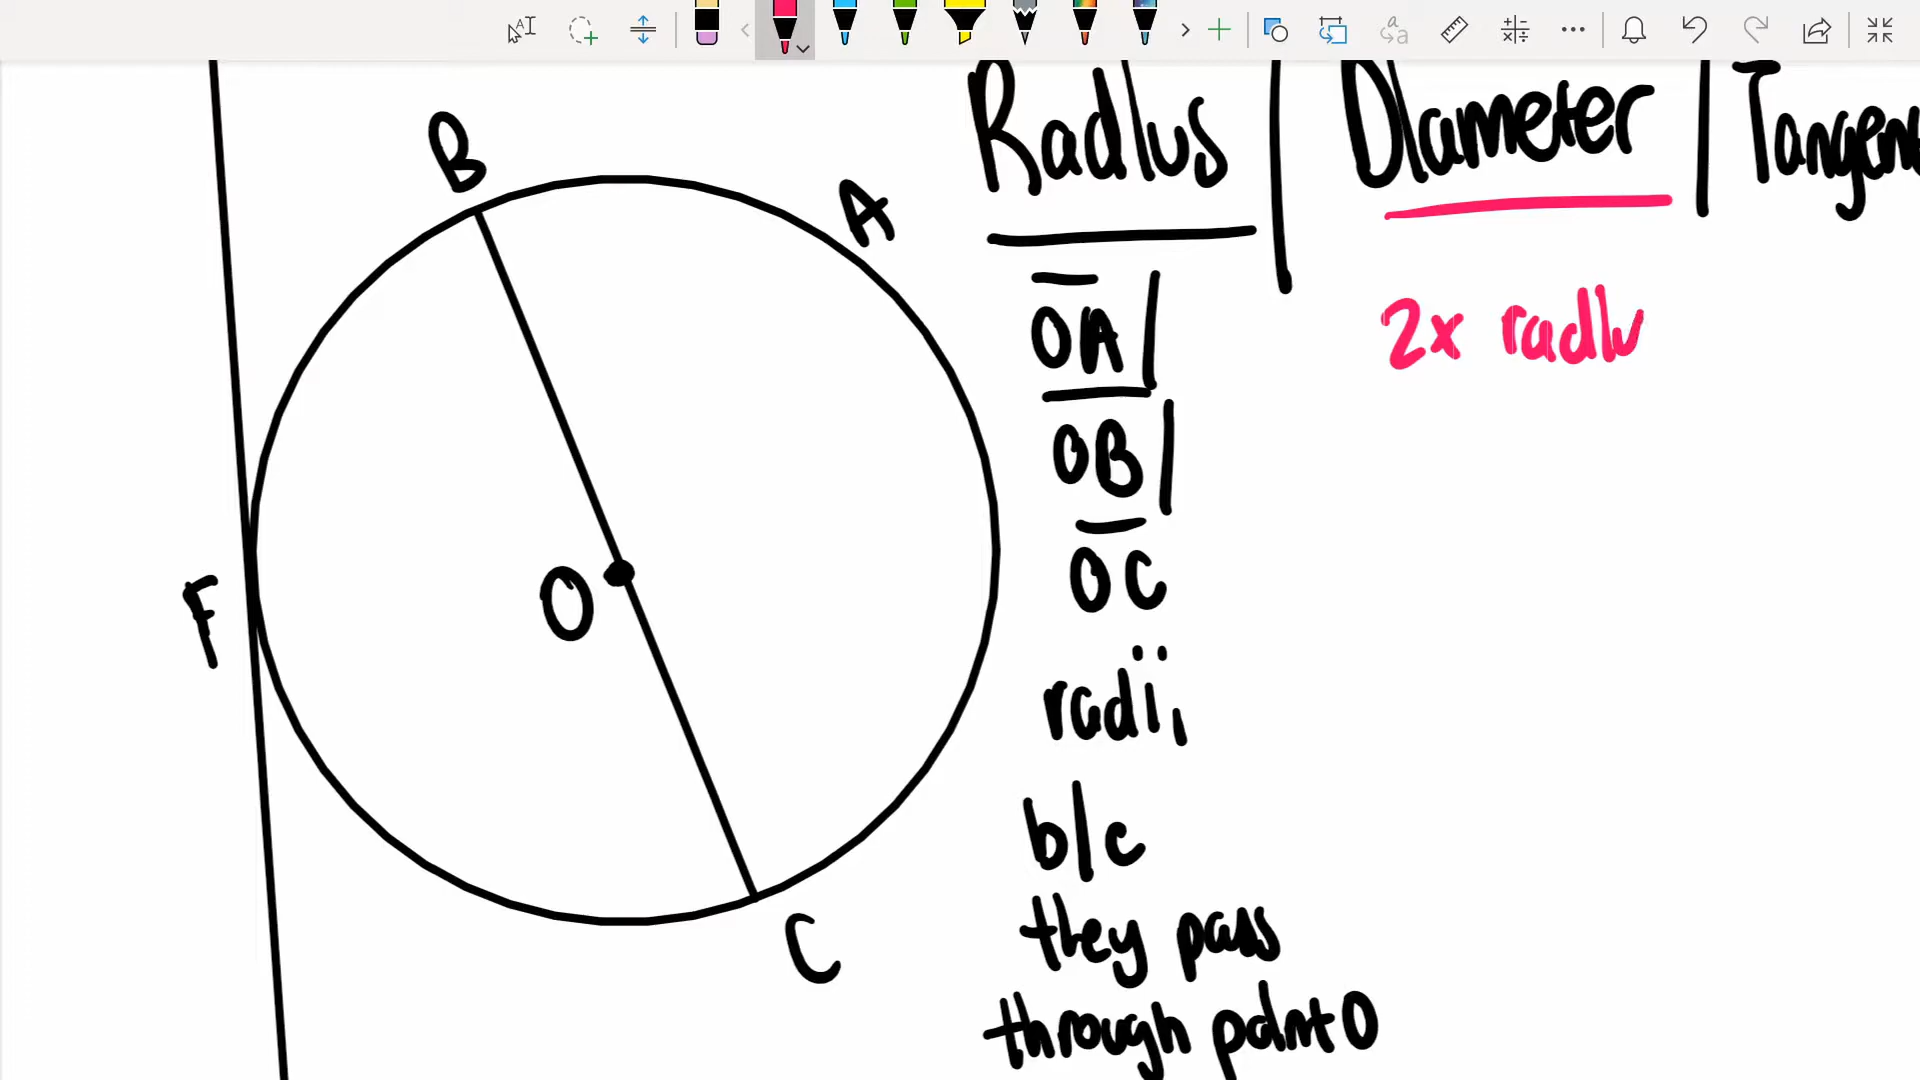 Radius | Diameter | Tangen
B
A
OA |
2x radiu
OB |
OC
O
F
radii,
b/c
they pass
C
through point O